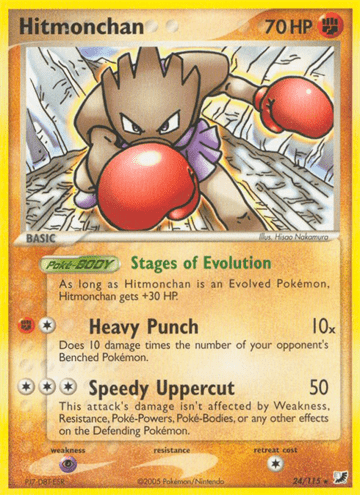 Hitmonchan 70 HP
BASIC
Illus. Hisao Nakamura
Poké-BODY Stages of Evolution
As long as Hitmonchan is an Evolved Pokémon,
Hitmonchan gets +30 HP.
Heavy Punch 10x
Does 10 damage times the number of your opponent's
Benched Pokémon.
Speedy Uppercut 50
This attack's damage isn't affected by Weakness,
Resistance, Poké-Powers, Poké-Bodies, or any other effects
on the Defending Pokémon.
weakness resistance retreat cost
©2005 Pokémon/Nintendo 24/115